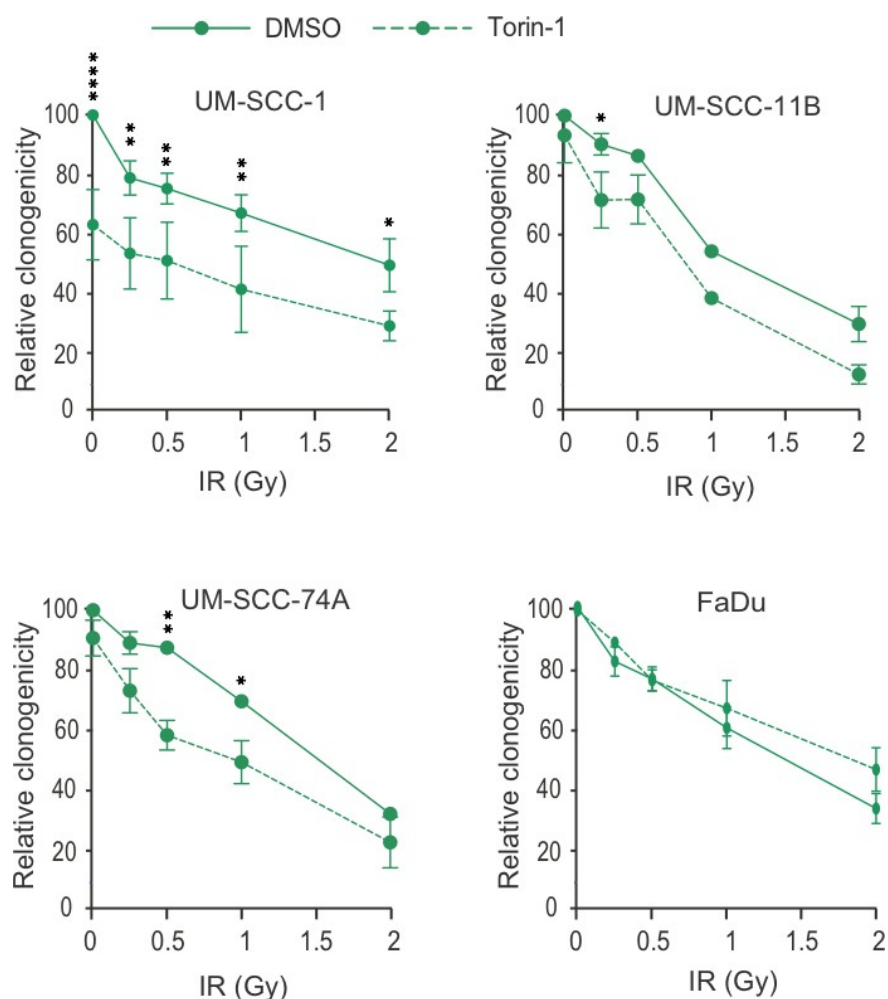 DMSO Torin-1
UM-SCC-1
Relative clonogenicity
100
80
60
40
20
0
****
**
**
**
*
0 0.5 1 1.5 2
IR (Gy)
UM-SCC-11B
Relative clonogenicity
100
80
60
40
20
0
*
0 0.5 1 1.5 2
IR (Gy)
UM-SCC-74A
Relative clonogenicity
100
80
60
40
20
0
**
*
0 0.5 1 1.5 2
IR (Gy)
FaDu
Relative clonogenicity
100
80
60
40
20
0
0 0.5 1 1.5 2
IR (Gy)